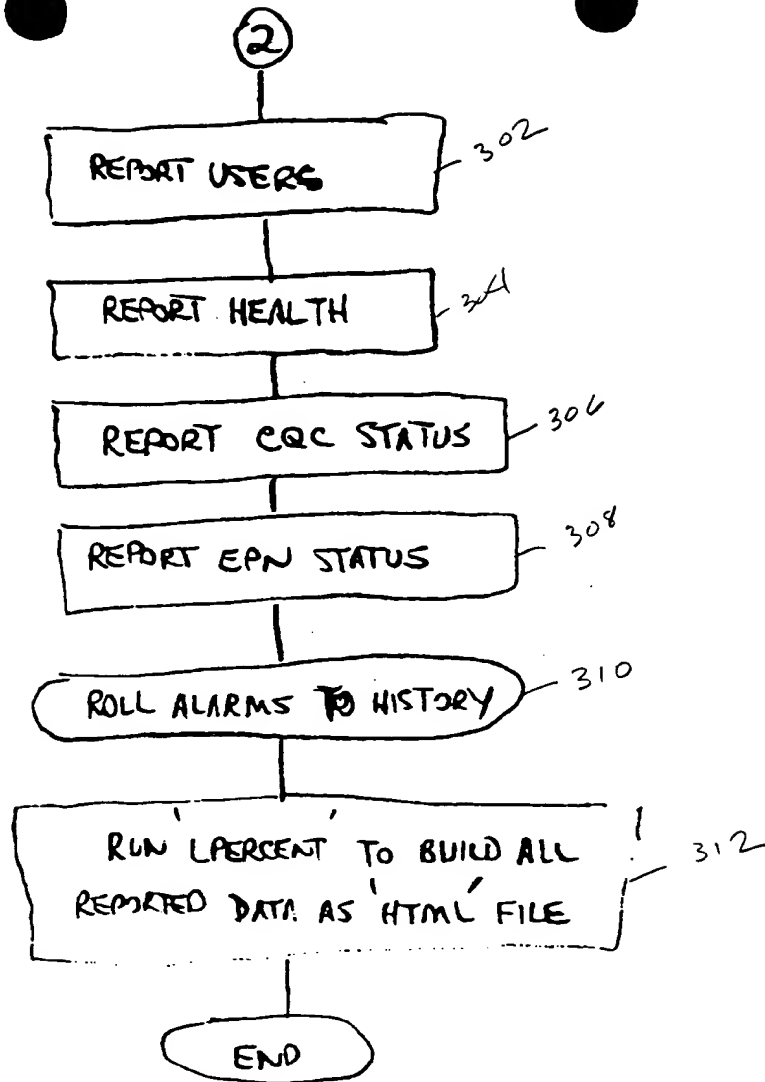 2
REPORT USERS
302
REPORT HEALTH
304
REPORT CQC STATUS
306
REPORT EPN STATUS
308
ROLL ALARMS TO HISTORY
310
RUN 'LPERCENT' TO BUILD ALL
REPORTED DATA AS 'HTML' FILE
312
END